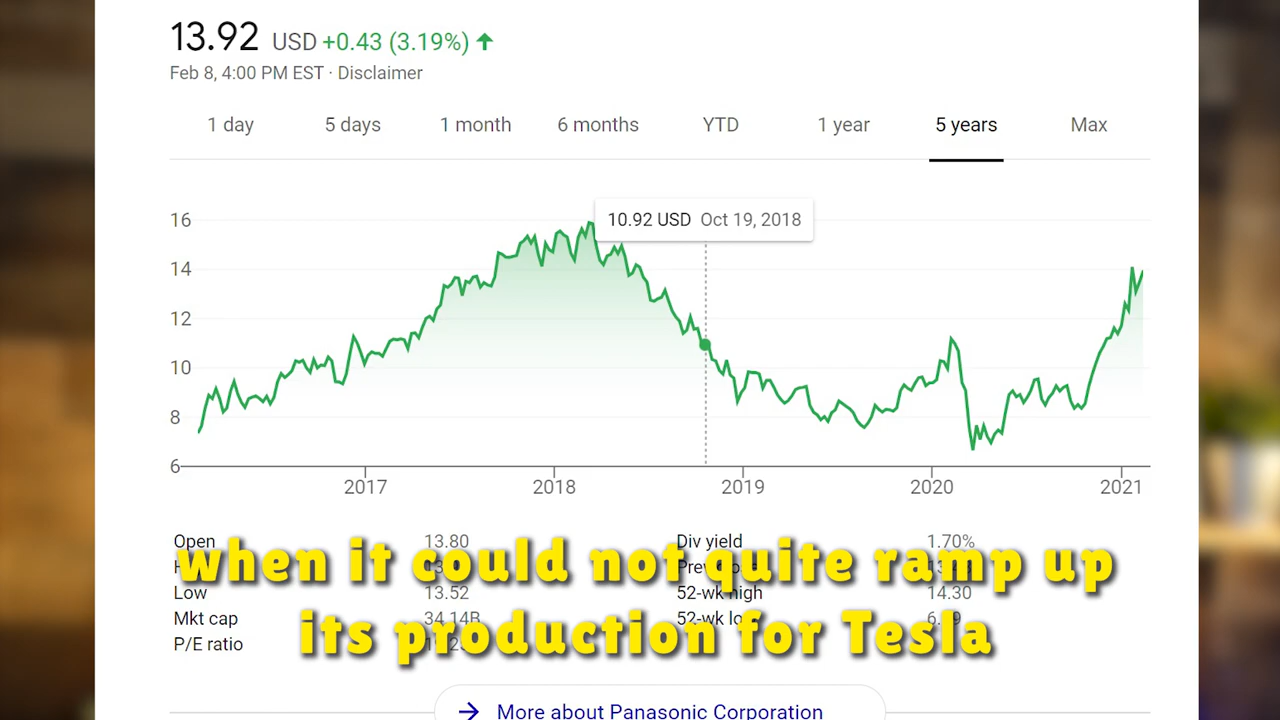 13.92 USD +0.43 (3.19%) ↑
Feb 8, 4:00 PM EST · Disclaimer
1 day 5 days 1 month 6 months YTD 1 year 5 years Max
10.92 USD Oct 19, 2018
16
14
12
10
8
6
2017 2018 2019 2020 2021
Open 13.80 Div yield 1.70%
when it could not quite ramp up
Low 13.52 52-wk high 14.30
Mkt cap 34.14B 52-wk
its production for Tesla
P/E ratio
→ More about Panasonic Corporation